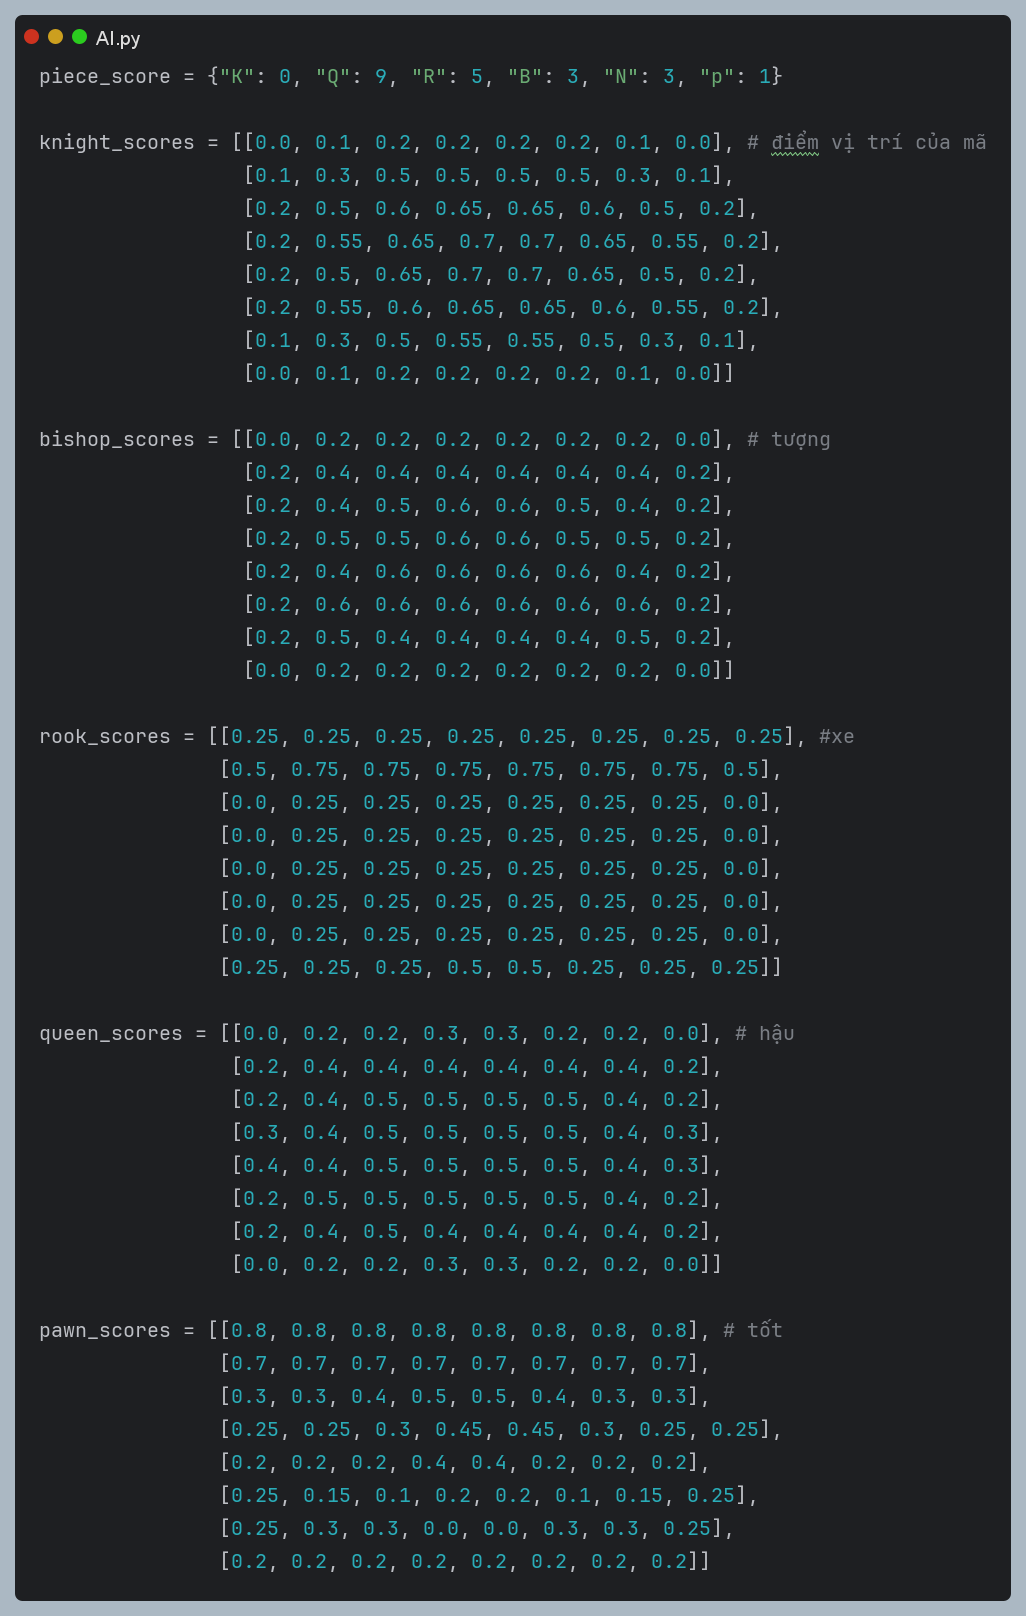 AI.py
piece_score = {"K": 0, "Q": 9, "R": 5, "B": 3, "N": 3, "p": 1}
knight_scores = [[0.0, 0.1, 0.2, 0.2, 0.2, 0.2, 0.1, 0.0], # điểm vị trí của mã
[0.1, 0.3, 0.5, 0.5, 0.5, 0.5, 0.3, 0.1],
[0.2, 0.5, 0.6, 0.65, 0.65, 0.6, 0.5, 0.2],
[0.2, 0.55, 0.65, 0.7, 0.7, 0.65, 0.55, 0.2],
[0.2, 0.5, 0.65, 0.7, 0.7, 0.65, 0.5, 0.2],
[0.2, 0.55, 0.6, 0.65, 0.65, 0.6, 0.55, 0.2],
[0.1, 0.3, 0.5, 0.55, 0.55, 0.5, 0.3, 0.1],
[0.0, 0.1, 0.2, 0.2, 0.2, 0.2, 0.1, 0.0]]
bishop_scores = [[0.0, 0.2, 0.2, 0.2, 0.2, 0.2, 0.2, 0.0], # tượng
[0.2, 0.4, 0.4, 0.4, 0.4, 0.4, 0.4, 0.2],
[0.2, 0.4, 0.5, 0.6, 0.6, 0.5, 0.4, 0.2],
[0.2, 0.5, 0.5, 0.6, 0.6, 0.5, 0.5, 0.2],
[0.2, 0.4, 0.6, 0.6, 0.6, 0.6, 0.4, 0.2],
[0.2, 0.6, 0.6, 0.6, 0.6, 0.6, 0.6, 0.2],
[0.2, 0.5, 0.4, 0.4, 0.4, 0.4, 0.5, 0.2],
[0.0, 0.2, 0.2, 0.2, 0.2, 0.2, 0.2, 0.0]]
rook_scores = [[0.25, 0.25, 0.25, 0.25, 0.25, 0.25, 0.25, 0.25], #xe
[0.5, 0.75, 0.75, 0.75, 0.75, 0.75, 0.75, 0.5],
[0.0, 0.25, 0.25, 0.25, 0.25, 0.25, 0.25, 0.0],
[0.0, 0.25, 0.25, 0.25, 0.25, 0.25, 0.25, 0.0],
[0.0, 0.25, 0.25, 0.25, 0.25, 0.25, 0.25, 0.0],
[0.0, 0.25, 0.25, 0.25, 0.25, 0.25, 0.25, 0.0],
[0.0, 0.25, 0.25, 0.25, 0.25, 0.25, 0.25, 0.0],
[0.25, 0.25, 0.25, 0.5, 0.5, 0.25, 0.25, 0.25]]
queen_scores = [[0.0, 0.2, 0.2, 0.3, 0.3, 0.2, 0.2, 0.0], # hậu
[0.2, 0.4, 0.4, 0.4, 0.4, 0.4, 0.4, 0.2],
[0.2, 0.4, 0.5, 0.5, 0.5, 0.5, 0.4, 0.2],
[0.3, 0.4, 0.5, 0.5, 0.5, 0.5, 0.4, 0.3],
[0.4, 0.4, 0.5, 0.5, 0.5, 0.5, 0.4, 0.3],
[0.2, 0.5, 0.5, 0.5, 0.5, 0.5, 0.4, 0.2],
[0.2, 0.4, 0.5, 0.4, 0.4, 0.4, 0.4, 0.2],
[0.0, 0.2, 0.2, 0.3, 0.3, 0.2, 0.2, 0.0]]
pawn_scores = [[0.8, 0.8, 0.8, 0.8, 0.8, 0.8, 0.8, 0.8], # tốt
[0.7, 0.7, 0.7, 0.7, 0.7, 0.7, 0.7, 0.7],
[0.3, 0.3, 0.4, 0.5, 0.5, 0.4, 0.3, 0.3],
[0.25, 0.25, 0.3, 0.45, 0.45, 0.3, 0.25, 0.25],
[0.2, 0.2, 0.2, 0.4, 0.4, 0.2, 0.2, 0.2],
[0.25, 0.15, 0.1, 0.2, 0.2, 0.1, 0.15, 0.25],
[0.25, 0.3, 0.3, 0.0, 0.0, 0.3, 0.3, 0.25],
[0.2, 0.2, 0.2, 0.2, 0.2, 0.2, 0.2, 0.2]]